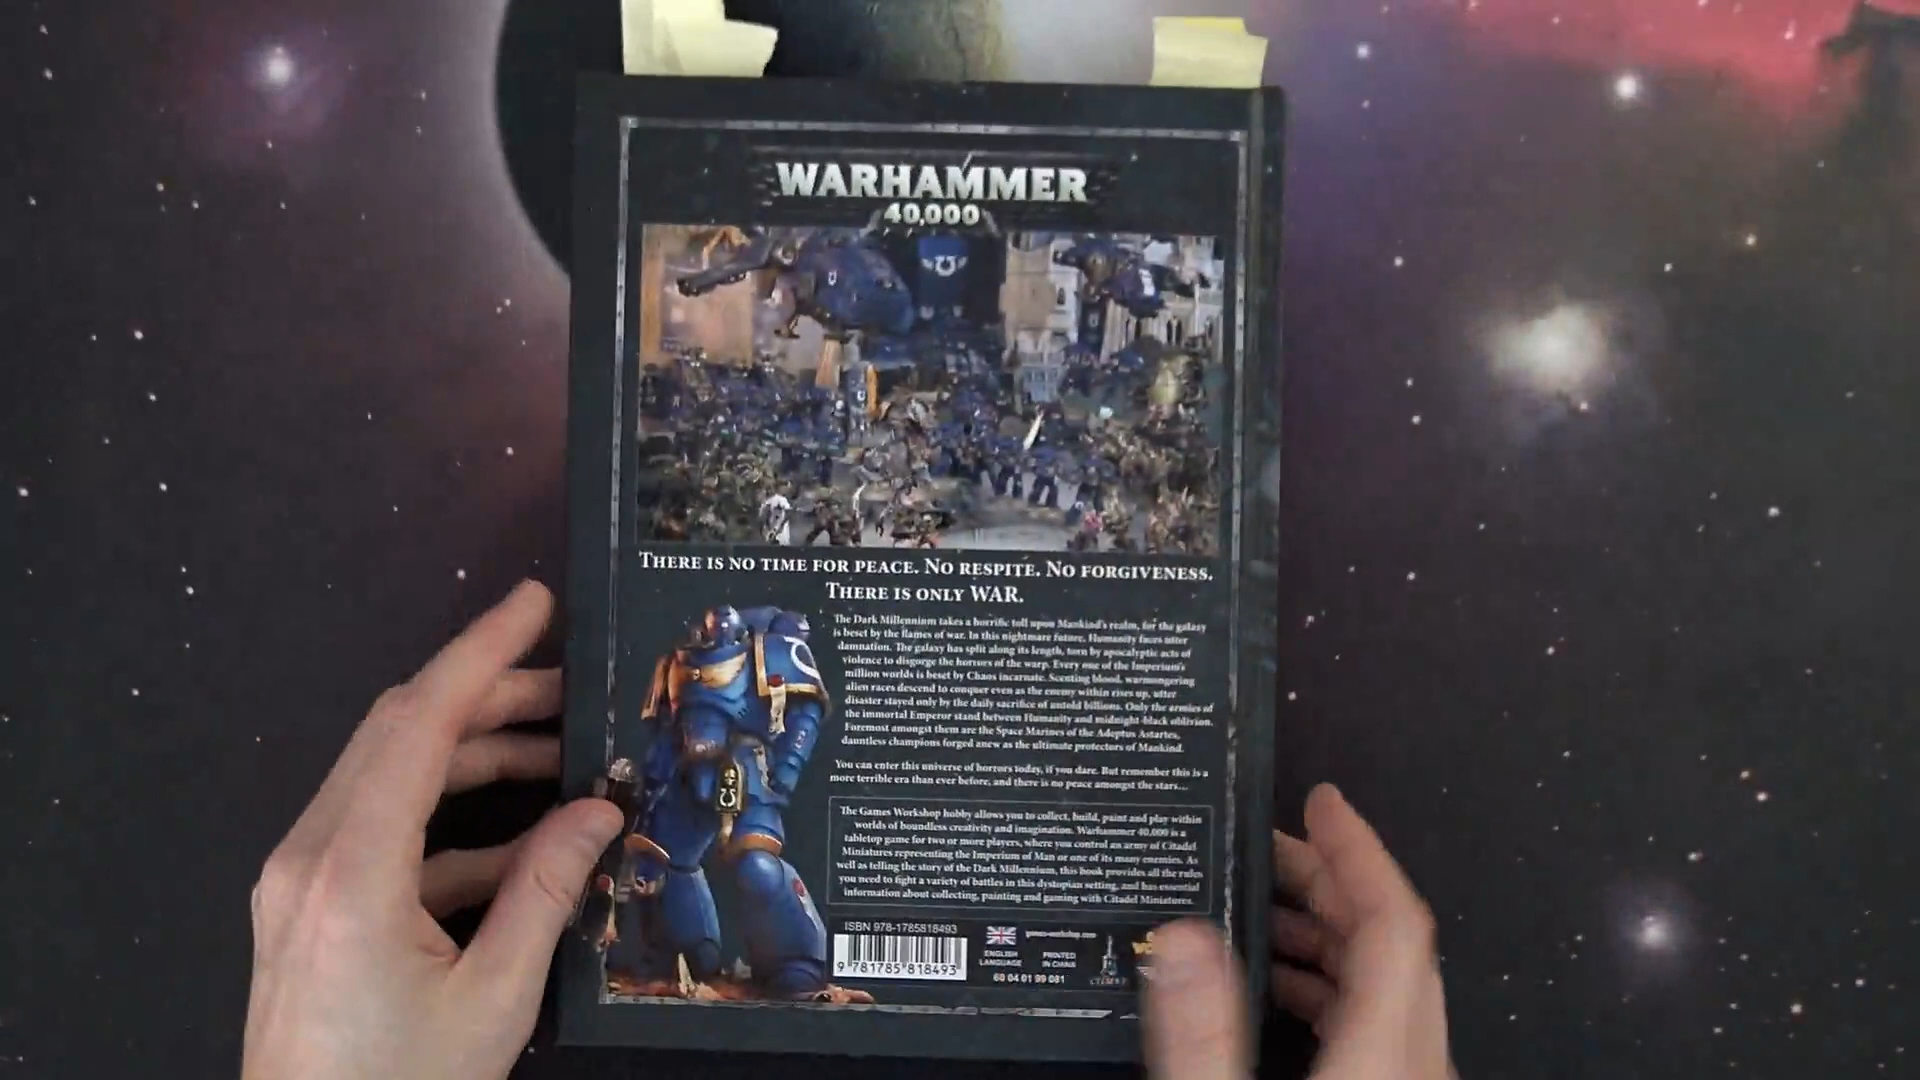 WARHAMMER
40,000
THERE IS NO TIME FOR PEACE. NO RESPITE. NO FORGIVENESS.
THERE IS ONLY WAR.
The Dark Millennium takes a horrific toll upon Mankind's realm, for the galaxy
is beset by the flames of war. In this nightmare future, Humanity faces utter
damnation. The galaxy has split along its length, torn by apocalyptic acts of
violence to disgorge the horrors of the warp. Every one of the Imperium's
million worlds is beset by Chaos incarnate. Scenting blood, warmongering
alien races descend to conquer even as the enemy within rises up, utter
disaster stayed only by the daily sacrifice of untold billions. Only the armies of
the immortal Emperor stand between Humanity and midnight-black oblivion.
Foremost amongst them are the Space Marines of the Adeptus Astartes,
dauntless champions forged anew as the ultimate protectors of Mankind.
You can enter this universe of horrors today, if you dare. But remember this is a
more terrible era than ever before, and there is no peace amongst the stars...
The Games Workshop hobby allows you to collect, build, paint and play within
worlds of boundless creativity and imagination. Warhammer 40,000 is a
tabletop game for two or more players, where you control an army of Citadel
Miniatures representing the Imperium of Man or one of its many enemies. As
well as telling the story of the Dark Millennium, this book provides all the rules
you need to fight a variety of battles in this dystopian setting, and has essential
information about collecting, painting and gaming with Citadel Miniatures.
ISBN 978-1785818493
9 781785 818493
ENGLISH
LANGUAGE
games-workshop.com
PRINTED
IN CHINA
60 04 01 99 081
CITADEL